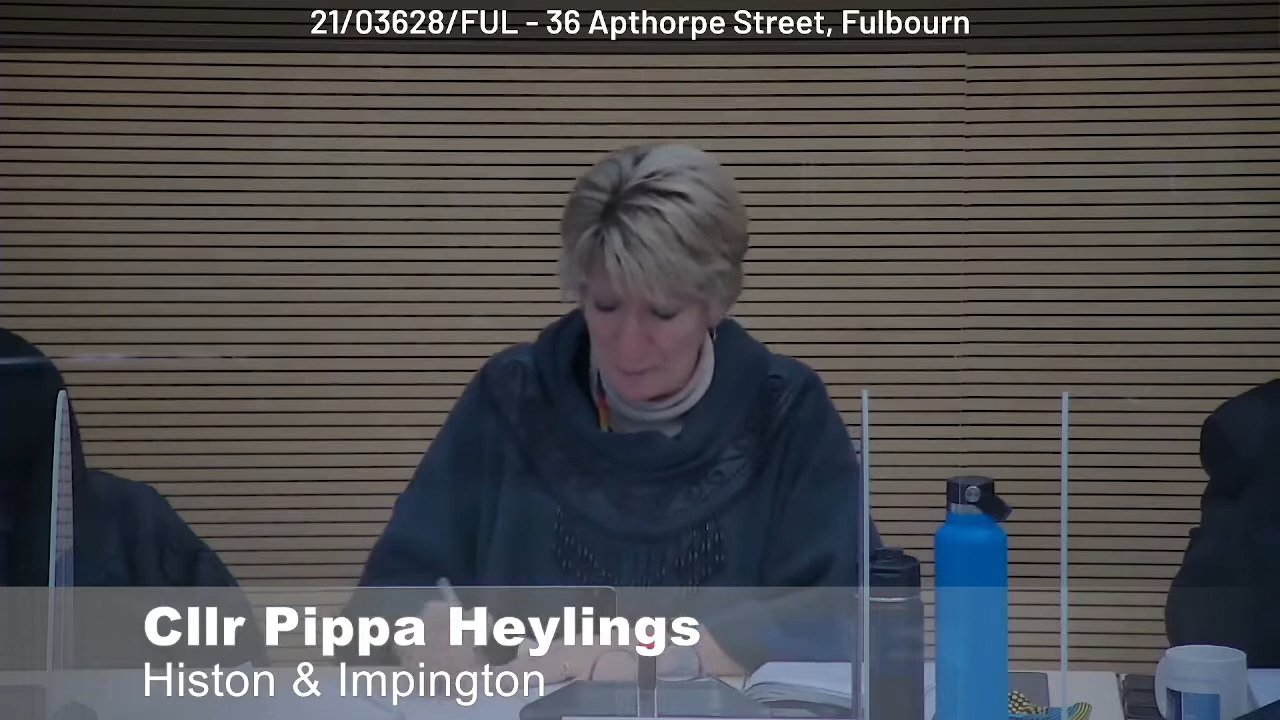 21/03628/FUL - 36 Apthorpe Street, Fulbourn
Cllr Pippa Heylings
Histon & Impington